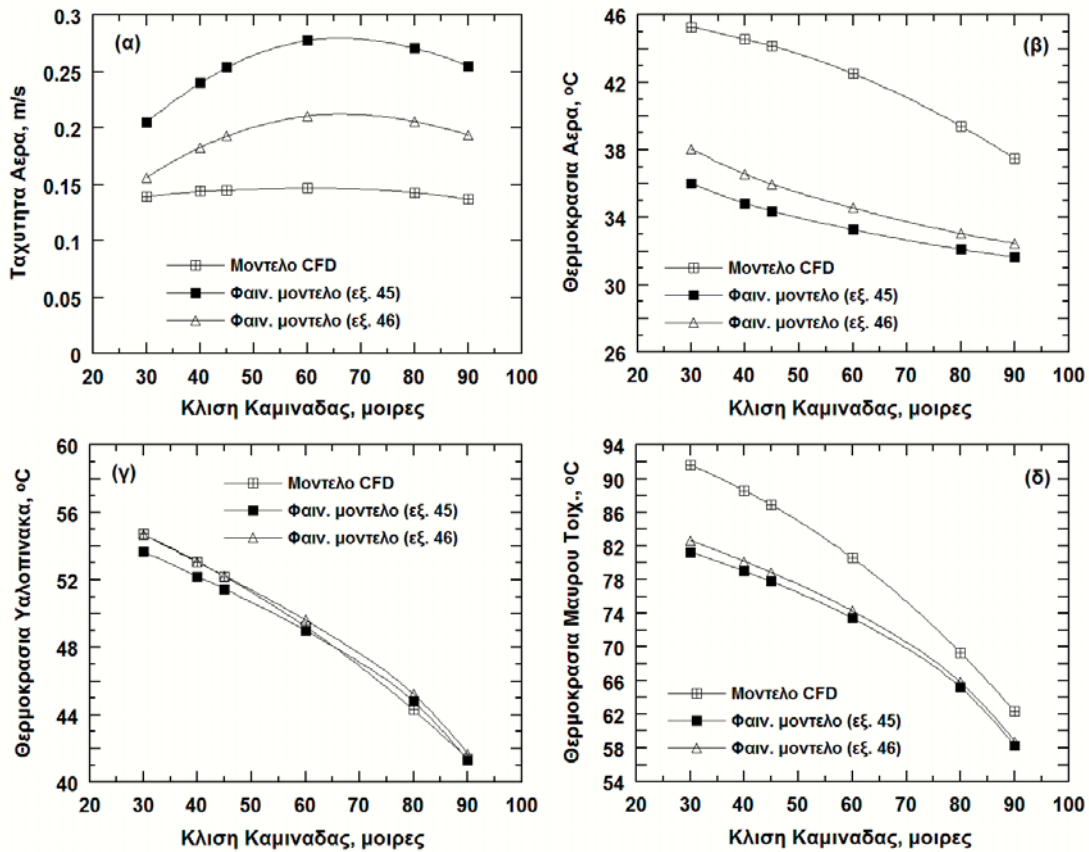 (α)
0.3
0.25
0.2
0.15
0.1
0.05
0
Ταχυτητα Αερα, m/s
Μοντελο CFD
Φαιν. μοντελο (εξ. 45)
Φαιν. μοντελο (εξ. 46)
20 30 40 50 60 70 80 90 100
Κλιση Καμιναδας, μοιρες
(β)
46
42
38
34
30
26
Θερμοκρασια Αερα, οC
Μοντελο CFD
Φαιν. μοντελο (εξ. 45)
Φαιν. μοντελο (εξ. 46)
20 30 40 50 60 70 80 90 100
Κλιση Καμιναδας, μοιρες
(γ)
60
56
52
48
44
40
Θερμοκρασια Υαλοπινακα, οC
Μοντελο CFD
Φαιν. μοντελο (εξ. 45)
Φαιν. μοντελο (εξ. 46)
20 30 40 50 60 70 80 90 100
Κλιση Καμιναδας, μοιρες
(δ)
94
90
86
82
78
74
70
66
62
58
54
Θερμοκρασια Μαυρου Τοιχ., οC
Μοντελο CFD
Φαιν. μοντελο (εξ. 45)
Φαιν. μοντελο (εξ. 46)
20 30 40 50 60 70 80 90 100
Κλιση Καμιναδας, μοιρες